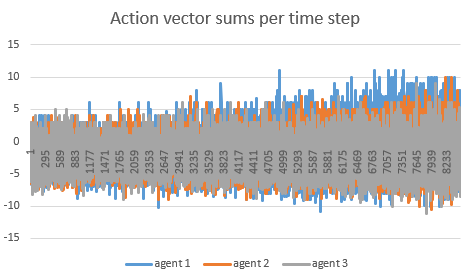 Action vector sums per time step
15
10
5
0
-5
-10
-15
1 295 589 883 1177 1471 1765 2059 2353 2647 2941 3235 3529 3823 4117 4411 4705 4999 5293 5587 5881 6175 6469 6763 7057 7351 7645 7939 8233
agent 1 agent 2 agent 3